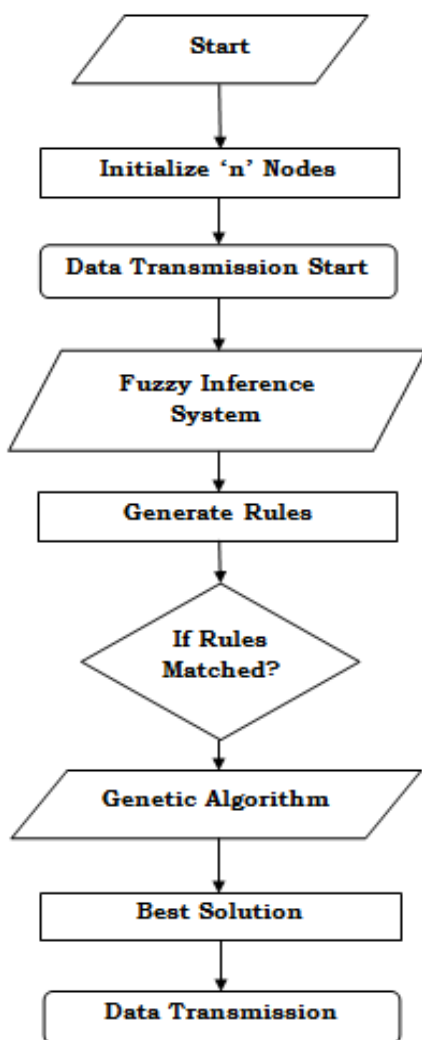 Start
Initialize ‘n’ Nodes
Data Transmission Start
Fuzzy Inference
System
Generate Rules
If Rules
Matched?
Genetic Algorithm
Best Solution
Data Transmission